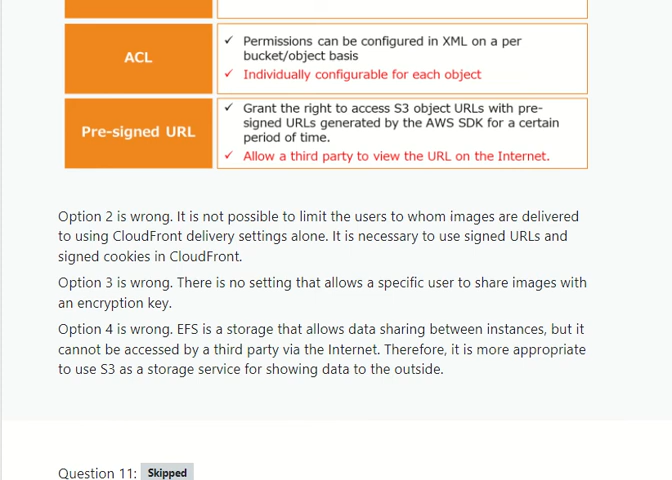 ACL
✓ Permissions can be configured in XML on a per
bucket/object basis
✓ Individually configurable for each object
Pre-signed URL
✓ Grant the right to access S3 object URLs with pre-
signed URLs generated by the AWS SDK for a certain
period of time.
✓ Allow a third party to view the URL on the Internet.
Option 2 is wrong. It is not possible to limit the users to whom images are delivered
to using CloudFront delivery settings alone. It is necessary to use signed URLs and
signed cookies in CloudFront.
Option 3 is wrong. There is no setting that allows a specific user to share images with
an encryption key.
Option 4 is wrong. EFS is a storage that allows data sharing between instances, but it
cannot be accessed by a third party via the Internet. Therefore, it is more appropriate
to use S3 as a storage service for showing data to the outside.
Question 11: Skipped